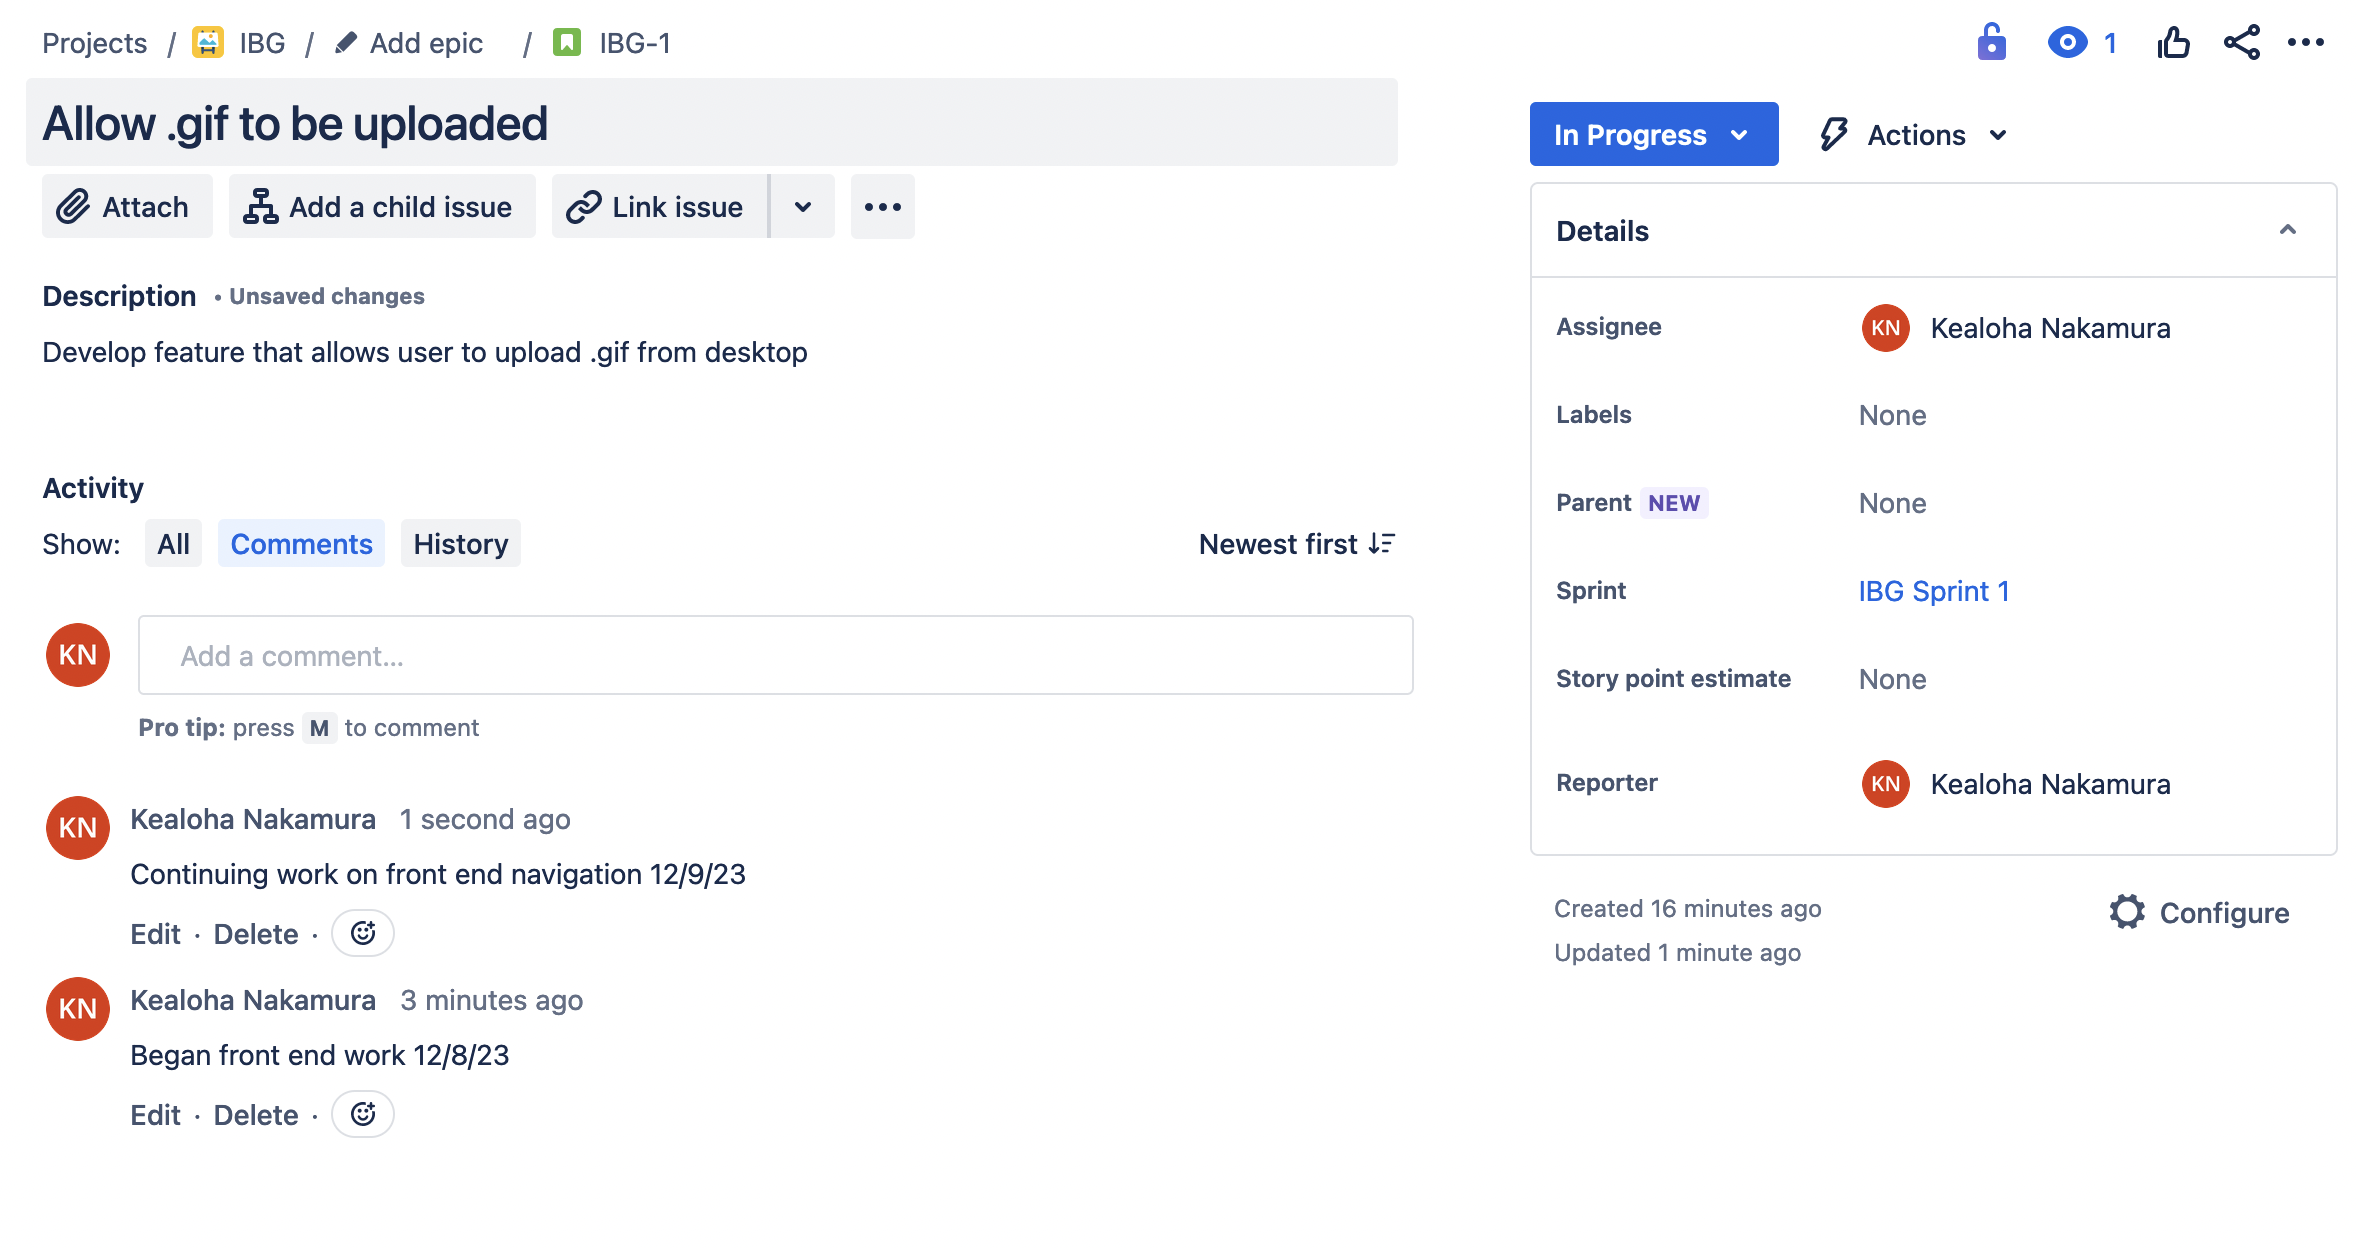 Projects / IBG / Add epic / IBG-1
1
Allow .gif to be uploaded
In Progress
Actions
Attach
Add a child issue
Link issue
Details
Description • Unsaved changes
Develop feature that allows user to upload .gif from desktop
Assignee
KN Kealoha Nakamura
Labels
None
Parent NEW
None
Sprint
IBG Sprint 1
Story point estimate
None
Reporter
KN Kealoha Nakamura
Created 16 minutes ago
Updated 1 minute ago
Configure
Activity
Show: All Comments History
Newest first
KN
Add a comment...
Pro tip: press M to comment
KN
Kealoha Nakamura 1 second ago
Continuing work on front end navigation 12/9/23
Edit · Delete ·
KN
Kealoha Nakamura 3 minutes ago
Began front end work 12/8/23
Edit · Delete ·